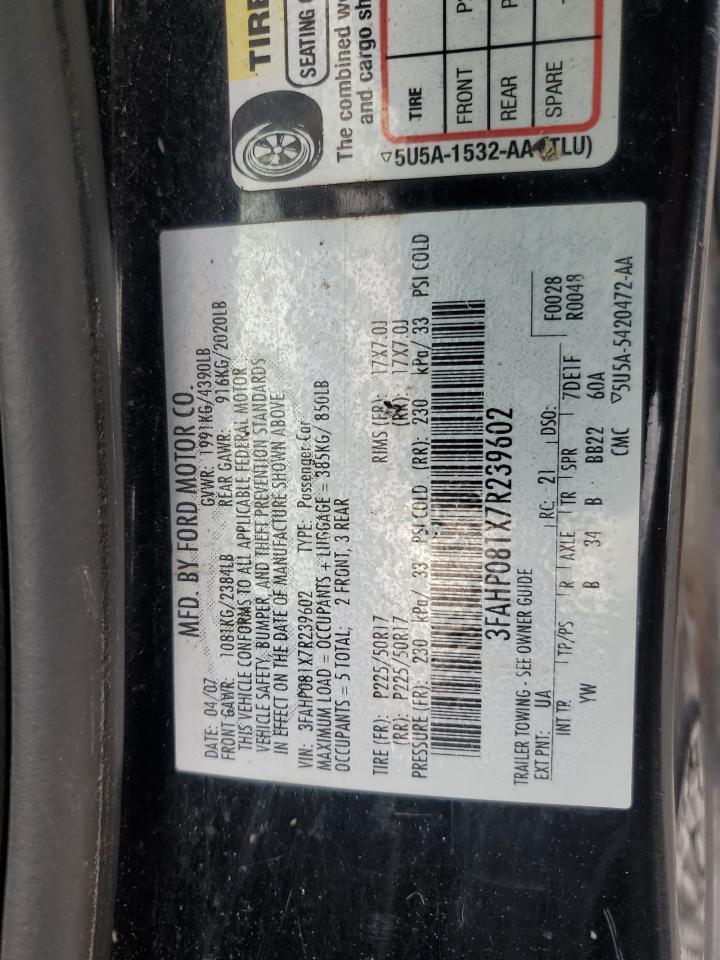 TIRE
SEATING
The combined
and cargo
TIRE
FRONT
REAR
SPARE
5U5A-1532-AA (TLU)
MFD. BY FORD MOTOR CO.
DATE: 04/07 GVWR: 1991KG/4390LB
FRONT GAWR: 1081KG/2384LB REAR GAWR: 916KG/2020LB
THIS VEHICLE CONFORMS TO ALL APPLICABLE FEDERAL MOTOR
VEHICLE SAFETY, BUMPER, AND THEFT PREVENTION STANDARDS
IN EFFECT ON THE DATE OF MANUFACTURE SHOWN ABOVE
VIN: 3FAHP081X7R239602 TYPE: Passenger Car
MAXIMUM LOAD = OCCUPANTS + LUGGAGE = 385KG/ 850LB
OCCUPANTS = 5 TOTAL; 2 FRONT, 3 REAR
TIRE (FR): P225/50R17 RIMS (FR): 17X7.0J
(RR): P225/50R17 (RR): 17X7.0J
PRESSURE (FR): 230 kPa/ 33 PSI COLD (RR): 230 kPa/ 33 PSI COLD
3FAHP081X7R239602
TRAILER TOWING - SEE OWNER GUIDE
EXT PNT: UA RC: 21 DSO: F0028
R0048
INT TR TP/PS R AXLE TR SPR 7DE1F
YW B 34 B BB22 60A
CMC 5U5A-5420472-AA